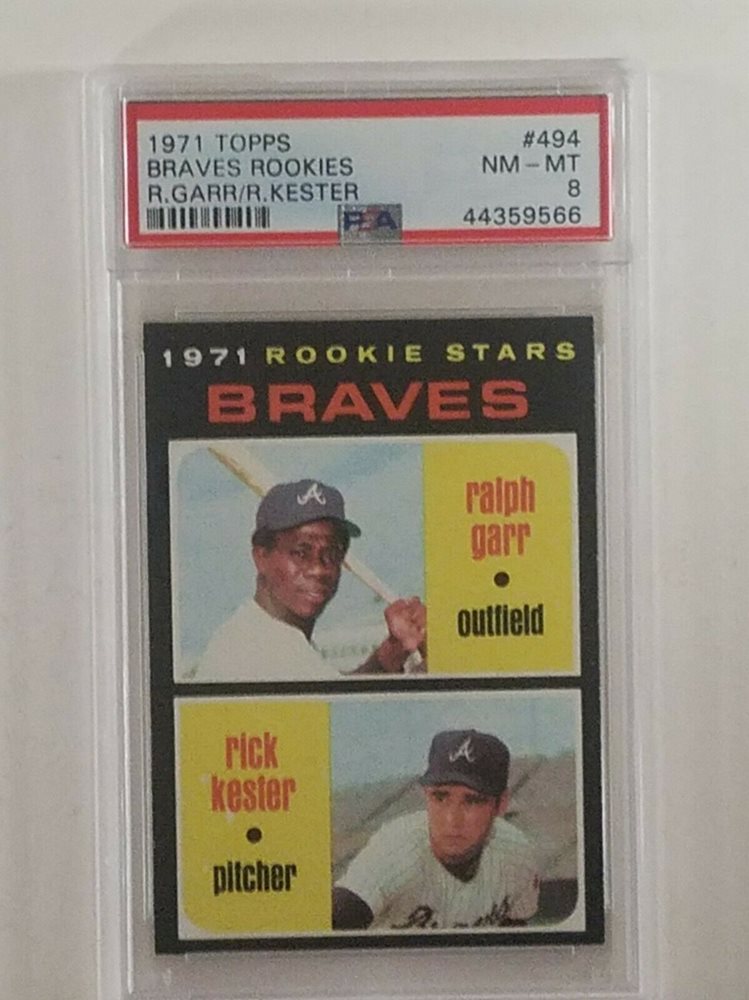 1971 TOPPS #494
BRAVES ROOKIES NM - MT
R.GARR/R.KESTER 8
PSA 44359566
1971 ROOKIE STARS
BRAVES
A
ralph
garr
•
outfield
rick
kester
•
pitcher
A